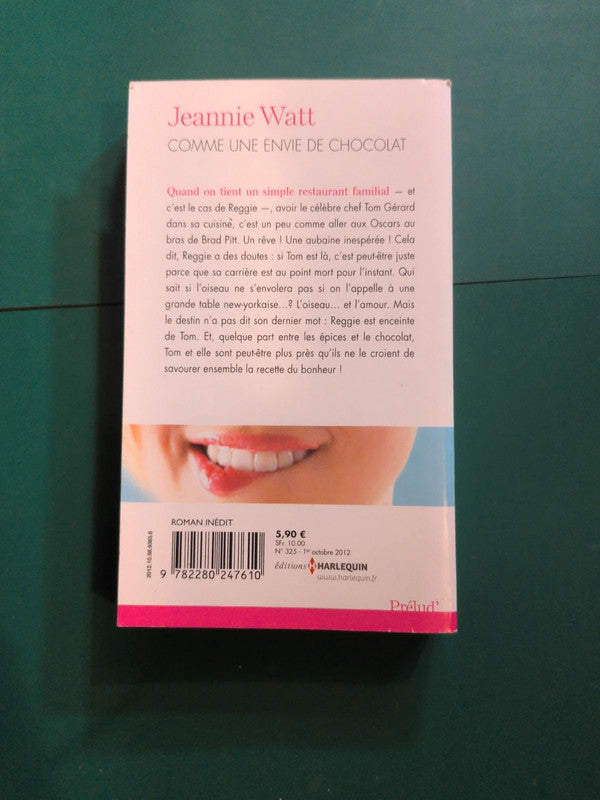 Jeannie Watt
COMME UNE ENVIE DE CHOCOLAT
Quand on tient un simple restaurant familial — et
c'est le cas de Reggie —, avoir le célèbre chef Tom Gérard
dans sa cuisine, c'est un peu comme aller aux Oscars au
bras de Brad Pitt. Un rêve ! Une aubaine inespérée ! Cela
dit, Reggie a des doutes : si Tom est là, c'est peut-être juste
parce que sa carrière est au point mort pour l'instant. Qui
sait si l'oiseau ne s'envolera pas si on l'appelle à une
grande table new-yorkaise...? L'oiseau... et l'amour. Mais
le destin n'a pas dit son dernier mot : Reggie est enceinte
de Tom. Et, quelque part entre les épices et le chocolat,
Tom et elle sont peut-être plus près qu'ils ne le croient de
savourer ensemble la recette du bonheur !
ROMAN INÉDIT
5,90 €
SFr. 10.00
N° 325 - 1er octobre 2012
2012.10.58.9365.6
9 782280 247610
éditions HARLEQUIN
www.harlequin.fr
Prélud'